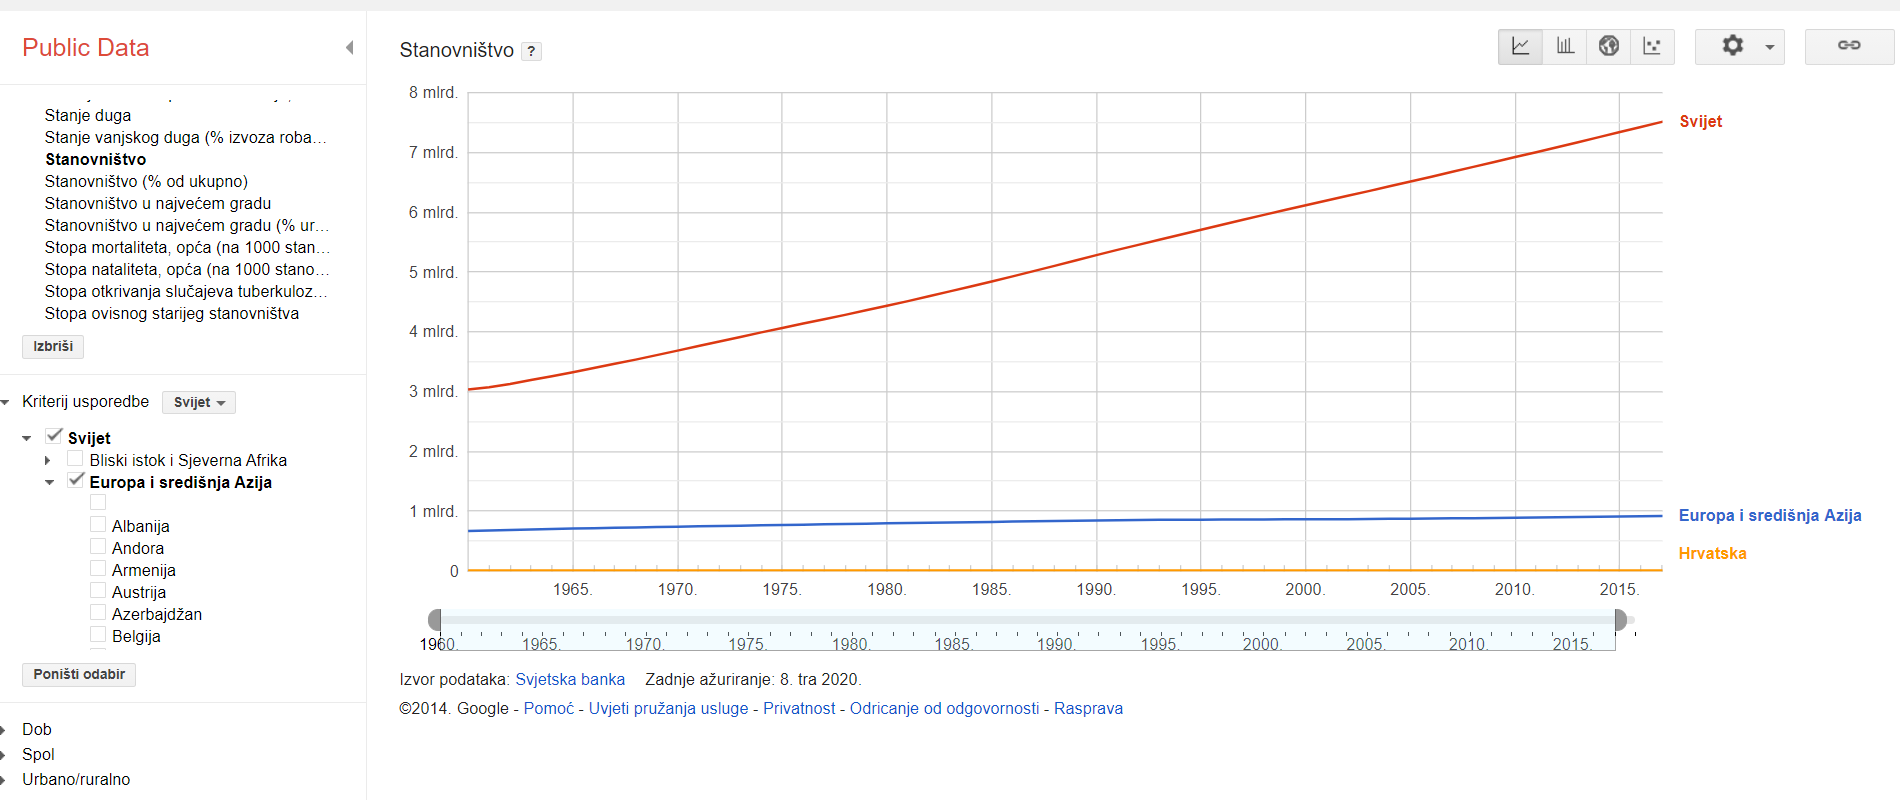 Public Data
Stanje duga
Stanje vanjskog duga (% izvoza roba…
Stanovništvo
Stanovništvo (% od ukupno)
Stanovništvo u najvećem gradu
Stanovništvo u najvećem gradu (% ur…
Stopa mortaliteta, opća (na 1000 stan…
Stopa nataliteta, opća (na 1000 stano…
Stopa otkrivanja slučajeva tuberkuloz…
Stopa ovisnog starijeg stanovništva
Izbriši
Kriterij usporedbe Svijet
Svijet
Bliski istok i Sjeverna Afrika
Europa i središnja Azija
Albanija
Andora
Armenija
Austrija
Azerbajdžan
Belgija
Poništi odabir
Dob
Spol
Urbano/ruralno
Stanovništvo ?
8 mlrd.
7 mlrd.
6 mlrd.
5 mlrd.
4 mlrd.
3 mlrd.
2 mlrd.
1 mlrd.
0
Svijet
Europa i središnja Azija
Hrvatska
1965. 1970. 1975. 1980. 1985. 1990. 1995. 2000. 2005. 2010. 2015.
1960. 1965. 1970. 1975. 1980. 1985. 1990. 1995. 2000. 2005. 2010. 2015.
Izvor podataka: Svjetska banka Zadnje ažuriranje: 8. tra 2020.
©2014. Google - Pomoć - Uvjeti pružanja usluge - Privatnost - Odricanje od odgovornosti - Rasprava